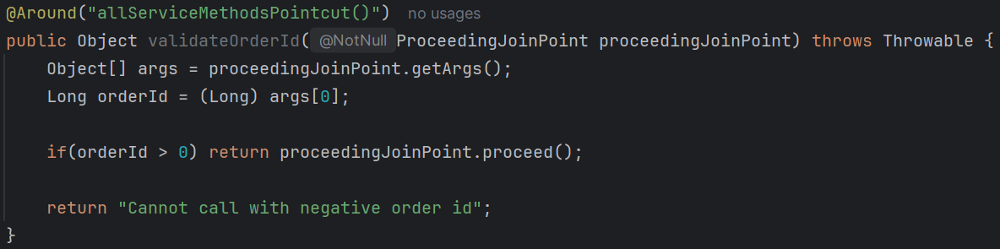 @Around("allServiceMethodsPointcut()") no usages
public Object validateOrderId(@NotNull ProceedingJoinPoint proceedingJoinPoint) throws Throwable {
    Object[] args = proceedingJoinPoint.getArgs();
    Long orderId = (Long) args[0];
    if(orderId > 0) return proceedingJoinPoint.proceed();
    return "Cannot call with negative order id";
}